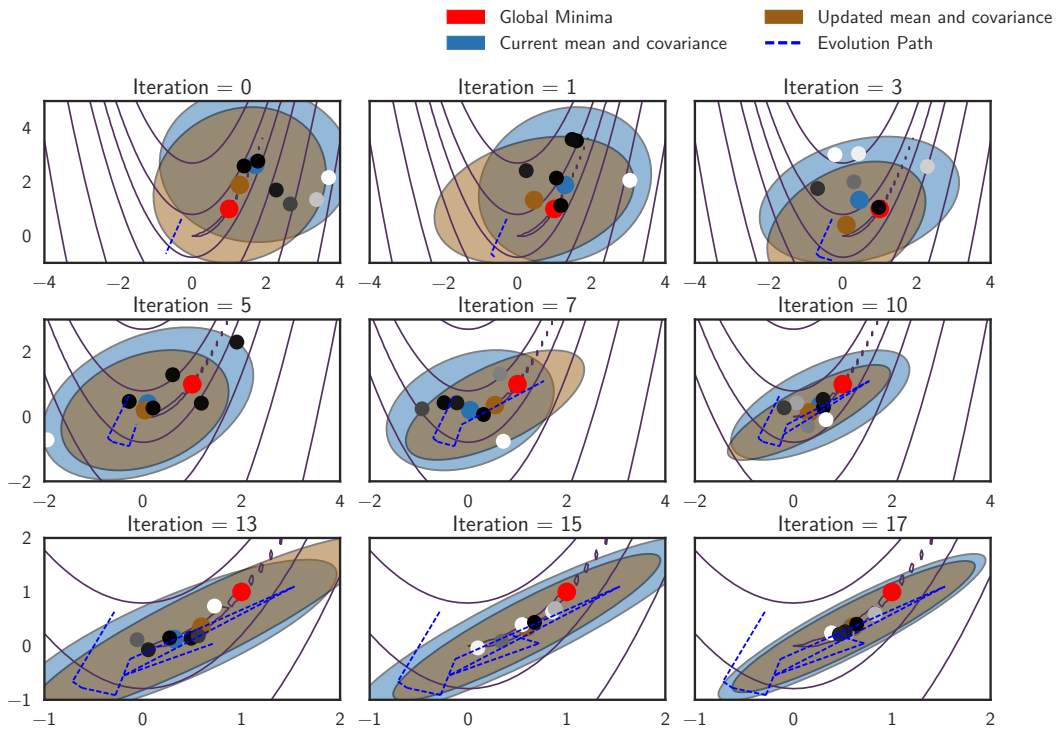 Global Minima
Updated mean and covariance
Current mean and covariance
Evolution Path
Iteration = 0
Iteration = 1
Iteration = 3
4
2
0
−4 −2 0 2 4
−4 −2 0 2 4
−4 −2 0 2 4
Iteration = 5
Iteration = 7
Iteration = 10
2
0
−2
−2 0 2 4
−2 0 2 4
−2 0 2 4
Iteration = 13
Iteration = 15
Iteration = 17
2
1
0
−1
−1 0 1 2
−1 0 1 2
−1 0 1 2